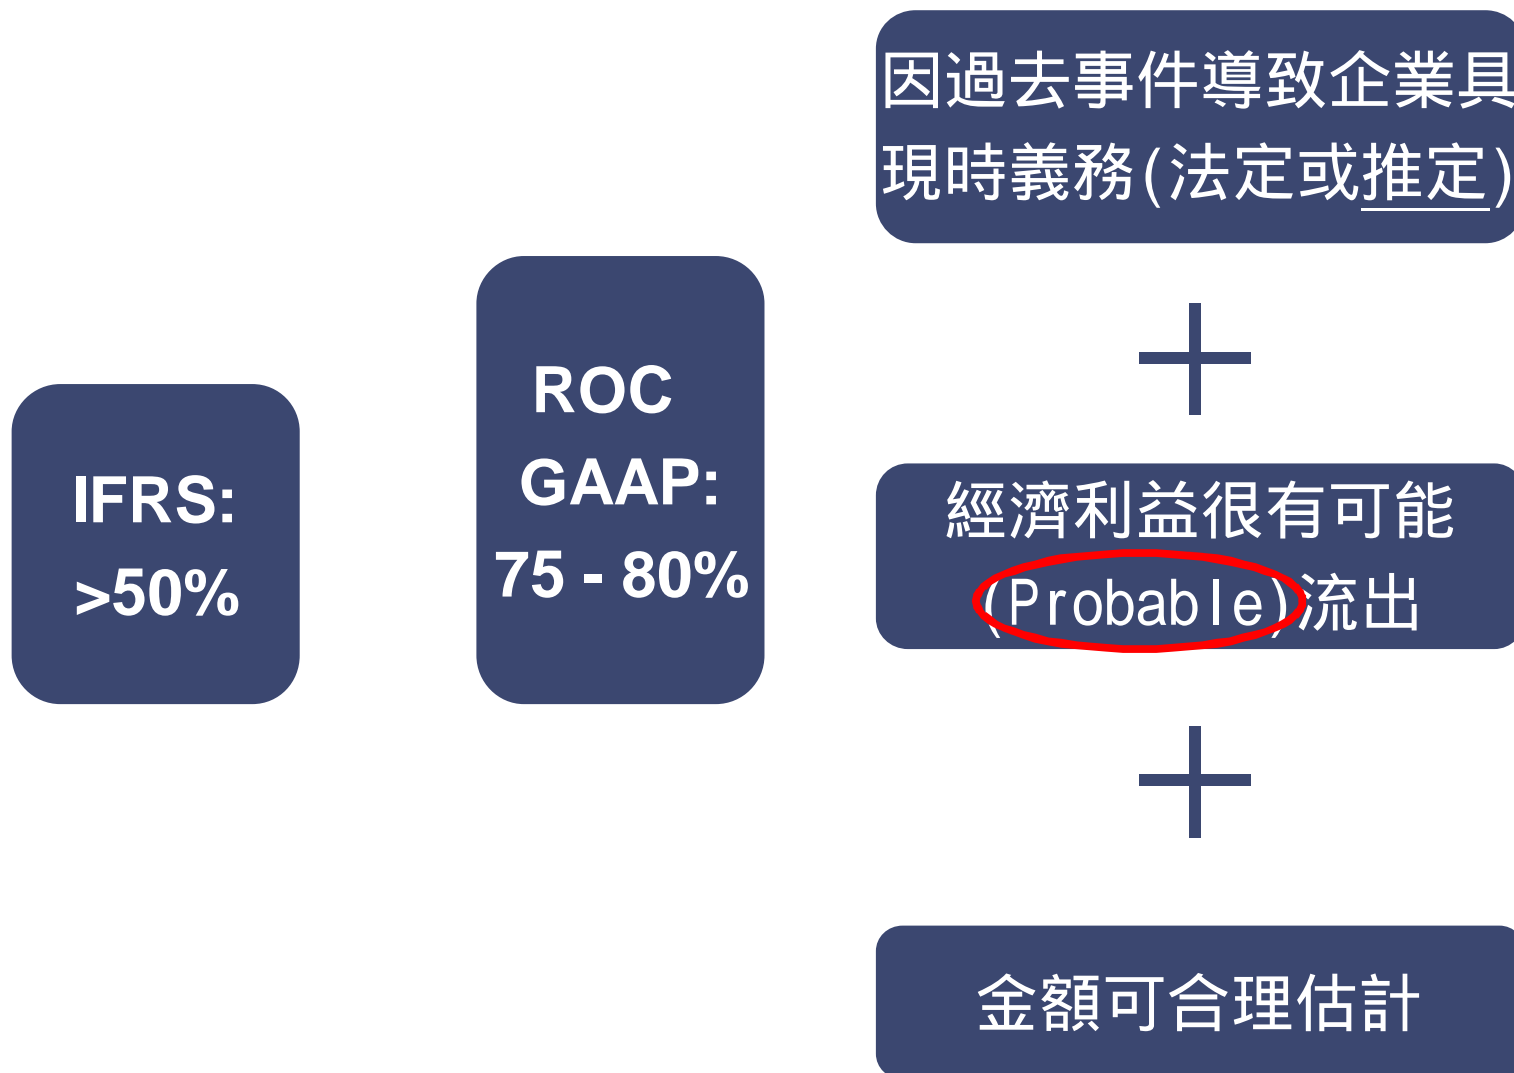 因過去事件導致企業具
現時義務(法定或推定)
ROC
GAAP:
75 - 80%
IFRS:
>50%
經濟利益很有可能
(Probable)流出
金額可合理估計